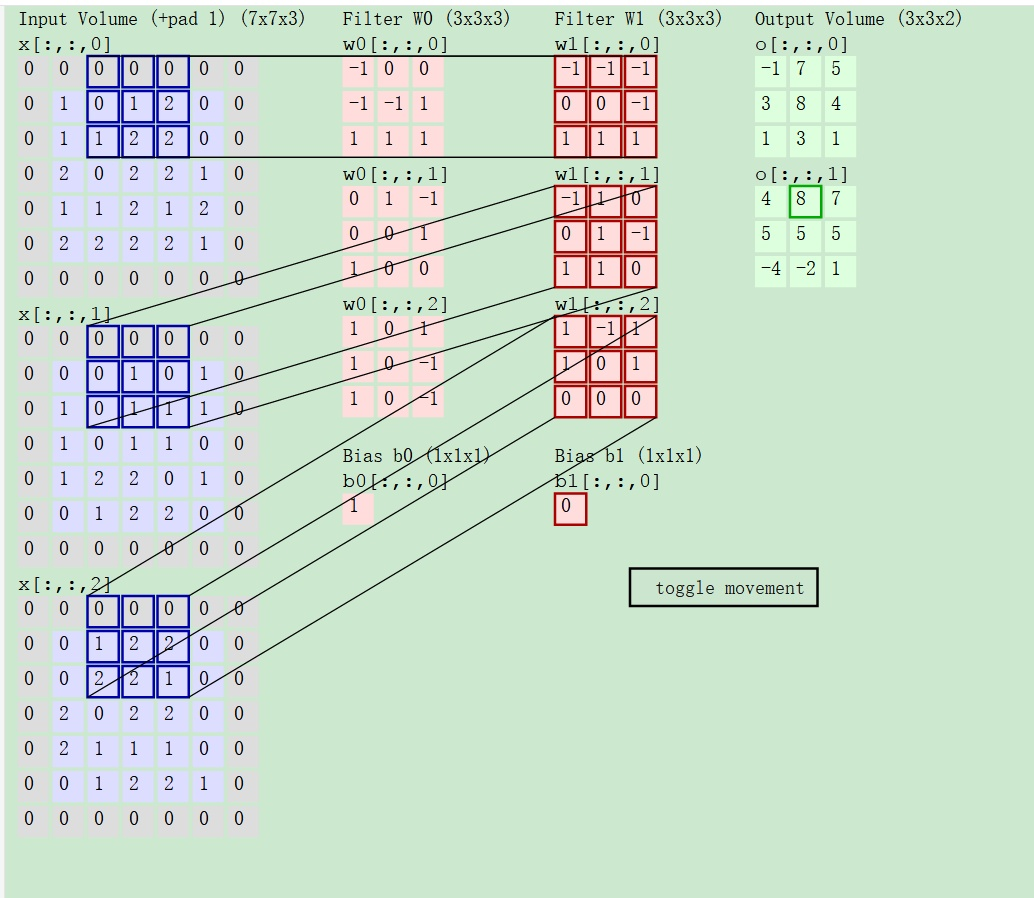 Input Volume (+pad 1) (7x7x3)
x[:,:,0]
0 0 0 0 0 0 0
0 1 0 1 2 0 0
0 1 1 2 2 0 0
0 2 0 2 2 1 0
0 1 1 2 1 2 0
0 2 2 2 2 1 0
0 0 0 0 0 0 0
x[:,:,1]
0 0 0 0 0 0 0
0 0 0 1 0 1 0
0 1 0 1 1 1 0
0 1 0 1 1 0 0
0 1 2 2 0 1 0
0 0 1 2 2 0 0
0 0 0 0 0 0 0
x[:,:,2]
0 0 0 0 0 0 0
0 0 1 2 2 0 0
0 0 2 2 1 0 0
0 2 0 2 2 0 0
0 2 1 1 1 0 0
0 0 1 2 2 1 0
0 0 0 0 0 0 0
Filter W0 (3x3x3)
w0[:,:,0]
-1 0 0
-1 -1 1
1 1 1
w0[:,:,1]
0 1 -1
0 0 1
1 0 0
w0[:,:,2]
1 0 1
1 0 -1
1 0 -1
Bias b0 (1x1x1)
b0[:,:,0]
1
Filter W1 (3x3x3)
w1[:,:,0]
-1 -1 -1
0 0 -1
1 1 1
w1[:,:,1]
-1 1 0
0 1 -1
1 1 0
w1[:,:,2]
1 -1 1
1 0 1
0 0 0
Bias b1 (1x1x1)
b1[:,:,0]
0
Output Volume (3x3x2)
o[:,:,0]
-1 7 5
3 8 4
1 3 1
o[:,:,1]
4 8 7
5 5 5
-4 -2 1
toggle movement